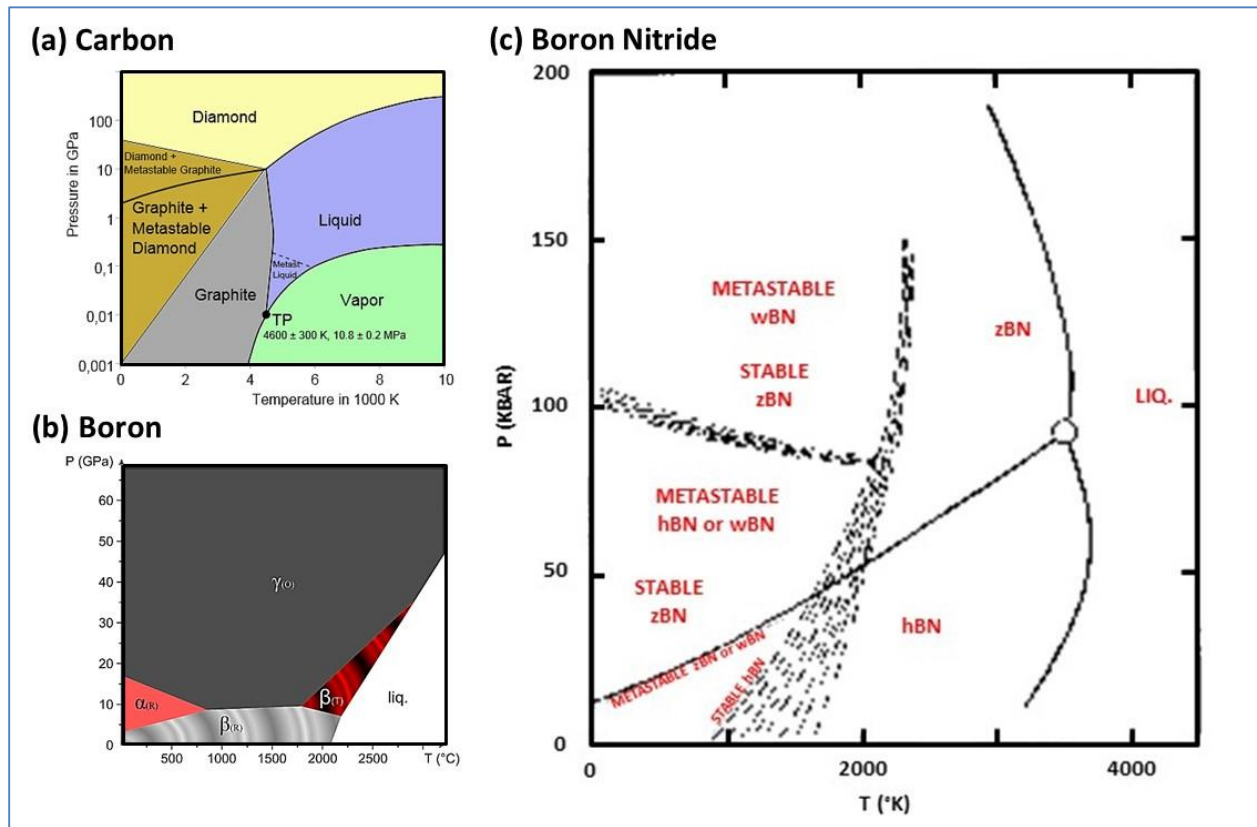 (a) Carbon
Pressure in GPa
100
10
1
0,1
0,01
0,001
Diamond
Diamond +
Metastable Graphite
Graphite +
Metastable
Diamond
Graphite
Liquid
Metast
Liquid
Vapor
TP
4600 ± 300 K, 10.8 ± 0.2 MPa
0 2 4 6 8 10
Temperature in 1000 K
(b) Boron
P (GPa)
60
50
40
30
20
10
0
γ(O)
α(R)
β(R)
β(T)
liq.
500 1000 1500 2000 2500 T (°C)
(c) Boron Nitride
P (KBAR)
200
150
100
50
0
METASTABLE
wBN
STABLE
zBN
zBN
LIQ.
METASTABLE
hBN or wBN
STABLE
zBN
METASTABLE zBN or wBN
STABLE hBN
hBN
0 2000 4000
T (°K)